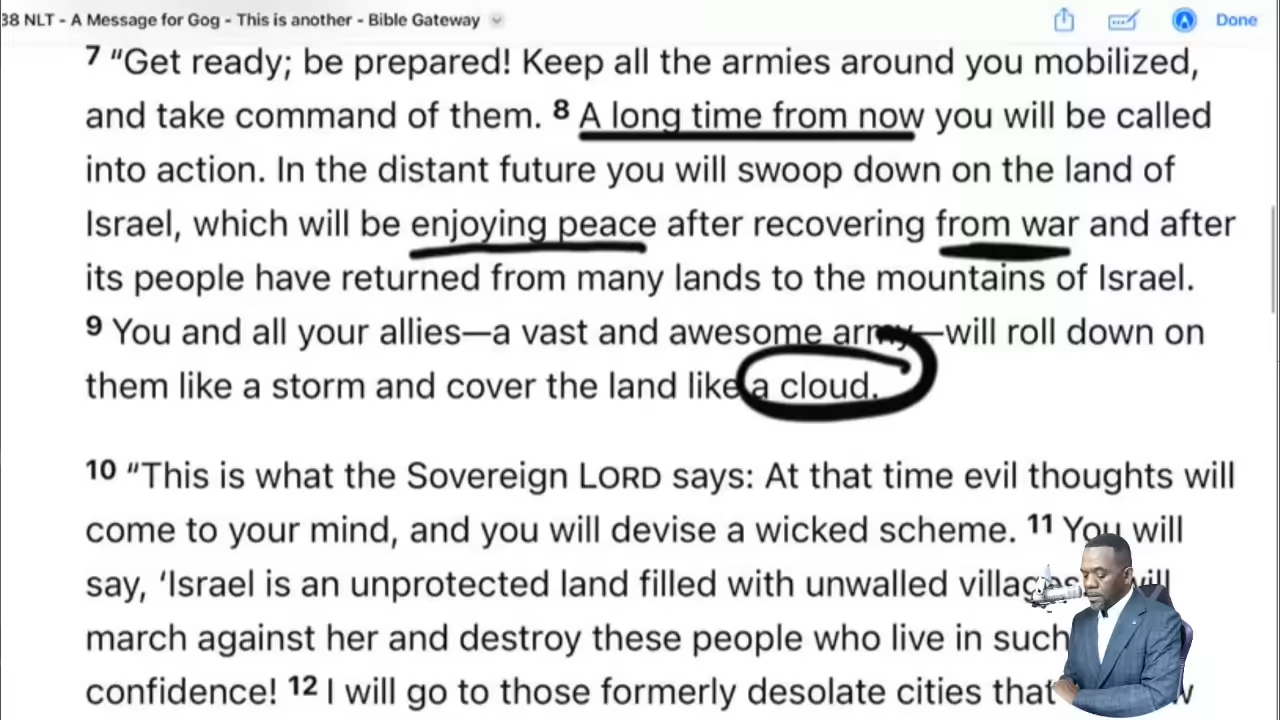 38 NLT - A Message for Gog - This is another - Bible Gateway
Done
7 “Get ready; be prepared! Keep all the armies around you mobilized,
and take command of them. 8 A long time from now you will be called
into action. In the distant future you will swoop down on the land of
Israel, which will be enjoying peace after recovering from war and after
its people have returned from many lands to the mountains of Israel.
9 You and all your allies—a vast and awesome army—will roll down on
them like a storm and cover the land like a cloud.
10 “This is what the Sovereign LORD says: At that time evil thoughts will
come to your mind, and you will devise a wicked scheme. 11 You will
say, ‘Israel is an unprotected land filled with unwalled villages will
march against her and destroy these people who live in such
confidence! 12 I will go to those formerly desolate cities that